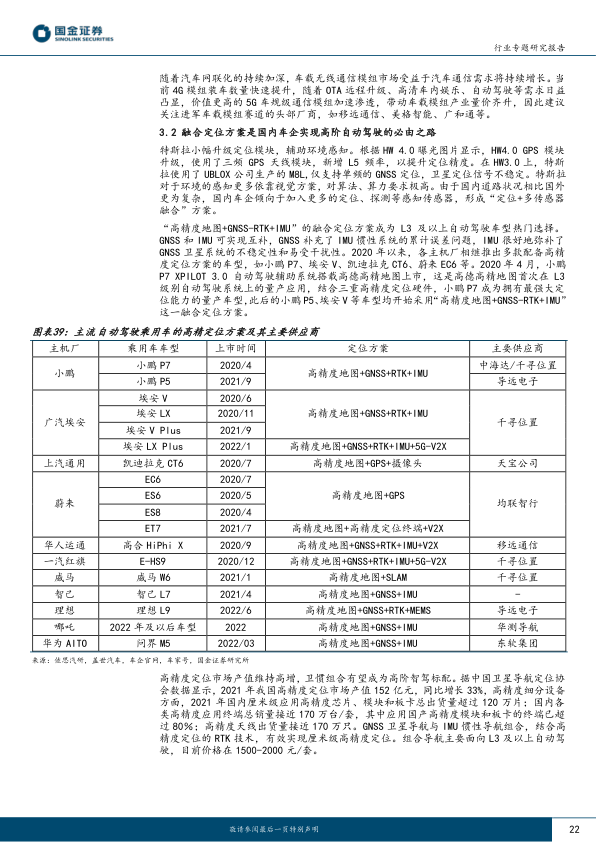 国金证券
SINOLINK SECURITIES
行业专题研究报告
随着汽车网联化的持续加深，车载无线通信模组市场受益于汽车通信需求将持续增长。当
前 4G 模组装车数量快速提升，随着 OTA 远程升级、高清车内娱乐、自动驾驶等需求日益
凸显，价值更高的 5G 车规级通信模组加速渗透，带动车载模组产业量价齐升，因此建议
关注进军车载模组赛道的头部厂商，如移远通信、美格智能、广和通等。
3.2 融合定位方案是国内车企实现高阶自动驾驶的必由之路
特斯拉小幅升级定位模块，辅助环境感知。根据 HW 4.0 曝光图片显示，HW4.0 GPS 模块
升级，使用了三频 GPS 天线模块，新增 L5 频率，以提升定位精度。在 HW3.0 上，特斯
拉使用了 UBLOX 公司生产的 M8L,仅支持单频的 GNSS 定位，卫星定位信号不稳定。特斯拉
对于环境的感知更多依靠视觉方案，对算法、算力要求极高。由于国内道路状况相比国外
更为复杂，国内车企倾向于加入更多的定位、探测等感知传感器，形成“定位+多传感器
融合”方案。
“高精度地图+GNSS-RTK+IMU”的融合定位方案成为 L3 及以上自动驾驶车型热门选择。
GNSS 和 IMU 可实现互补，GNSS 补充了 IMU 惯性系统的累计误差问题，IMU 很好地弥补了
GNSS 卫星系统的不稳定性和易受干扰性。2020 年以来，各主机厂相继推出多款配备高精
度定位方案的车型，如小鹏 P7、埃安 V、凯迪拉克 CT6、蔚来 EC6 等。2020 年 4 月，小鹏
P7 XPILOT 3.0 自动驾驶辅助系统搭载高德高精地图上市，这是高德高精地图首次在 L3
级别自动驾驶系统上的量产应用，结合三重高精度定位硬件，小鹏 P7 成为拥有最强大定
位能力的量产车型,此后的小鹏 P5、埃安 V 等车型均开始采用“高精度地图+GNSS-RTK+IMU”
这一融合定位方案。
图表39：主流自动驾驶乘用车的高精定位方案及其主要供应商
主机厂 乘用车车型 上市时间 定位方案 主要供应商
小鹏 小鹏 P7 2020/4 高精度地图+GNSS+RTK+IMU 中海达/千寻位置
小鹏 P5 2021/9 导远电子
广汽埃安 埃安 V 2020/6 高精度地图+GNSS+RTK+IMU 千寻位置
埃安 LX 2020/11
埃安 V Plus 2021/9
埃安 LX Plus 2022/1 高精度地图+GNSS+RTK+IMU+5G-V2X
上汽通用 凯迪拉克 CT6 2020/7 高精度地图+GPS+摄像头 天宝公司
蔚来 EC6 2020/7 高精度地图+GPS 均联智行
ES6 2020/5
ES8 2020/4
ET7 2021/7 高精度地图+高精度定位终端+V2X
华人运通 高合 HiPhi X 2020/9 高精度地图+GNSS+RTK+IMU+V2X 移远通信
一汽红旗 E-HS9 2020/12 高精度地图+GNSS+RTK+IMU+5G-V2X 千寻位置
威马 威马 W6 2021/1 高精度地图+SLAM 千寻位置
智己 智己 L7 2021/4 高精度地图+GNSS+IMU -
理想 理想 L9 2022/6 高精度地图+GNSS+RTK+MEMS 导远电子
哪吒 2022 年及以后车型 2022 高精度地图+GNSS+IMU 华测导航
华为 AITO 问界 M5 2022/03 高精度地图+GNSS+IMU 东软集团
来源：佐思汽研，盖世汽车，车企官网，车家号，国金证券研究所
高精度定位市场产值维持高增，卫惯组合有望成为高阶智驾标配。据中国卫星导航定位协
会数据显示，2021 年我国高精度定位市场产值 152 亿元，同比增长 33%，高精度细分设备
方面，2021 年国内厘米级应用高精度芯片、模块和板卡总出货量超过 120 万片；国内各
类高精度应用终端总销量接近 170 万台/套，其中应用国产高精度模块和板卡的终端已超
过 80%；高精度天线出货量接近 170 万只。GNSS 卫星导航与 IMU 惯性导航组合，结合高
精度定位的 RTK 技术，有效实现厘米级高精度定位。组合导航主要面向 L3 及以上自动驾
驶，目前价格在 1500-2000 元/套。
敬请参阅最后一页特别声明
22